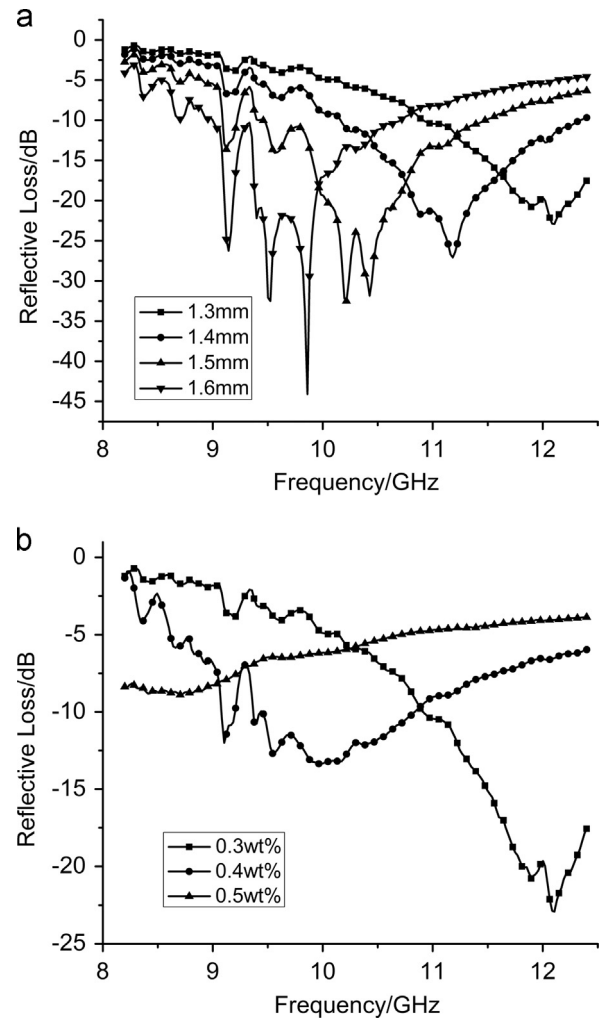 a
0
-5
-10
-15
-20
-25
-30
-35
-40
-45
Reflective Loss/dB
1.3mm
1.4mm
1.5mm
1.6mm
8 9 10 11 12
Frequency/GHz
b
0
-5
-10
-15
-20
-25
Reflective Loss/dB
0.3wt%
0.4wt%
0.5wt%
8 9 10 11 12
Frequency/GHz